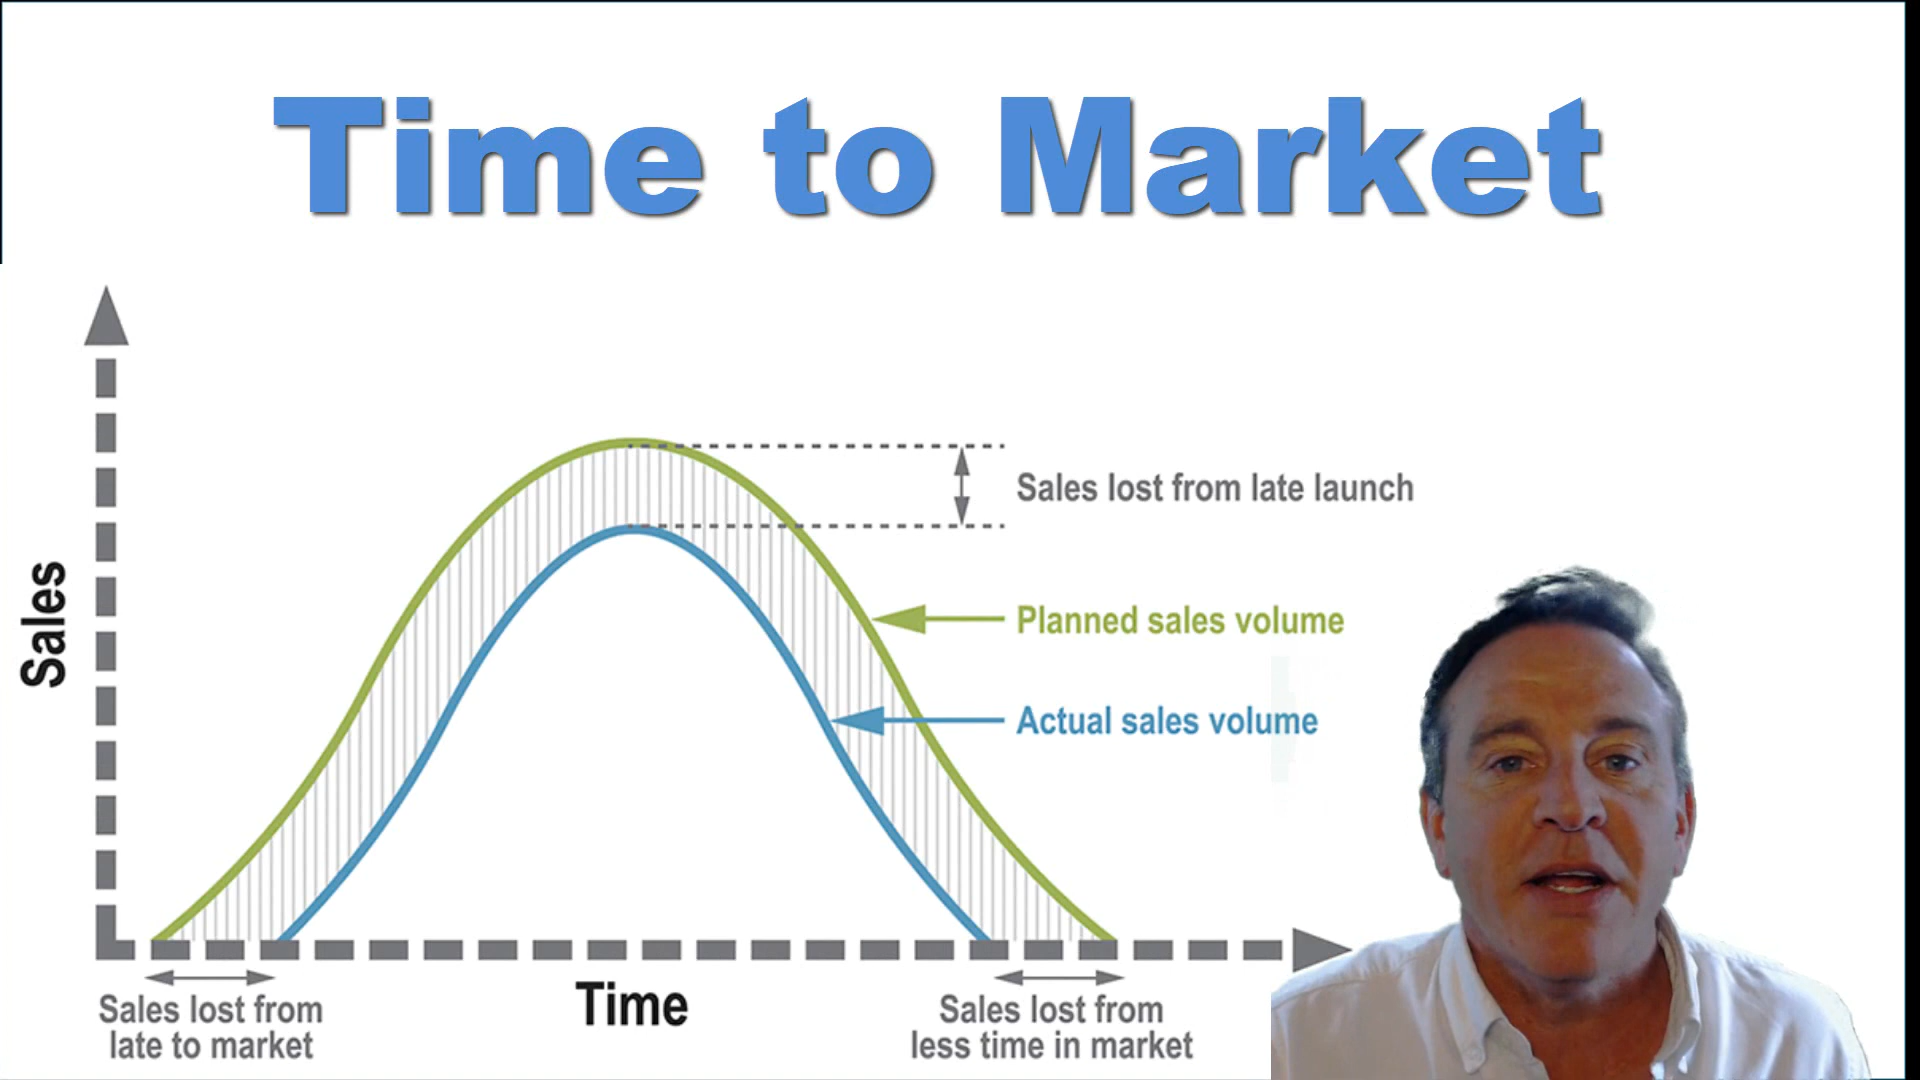 Time to Market
Sales lost from late launch
Planned sales volume
Actual sales volume
Sales
Time
Sales lost from
late to market
Sales lost from
less time in market